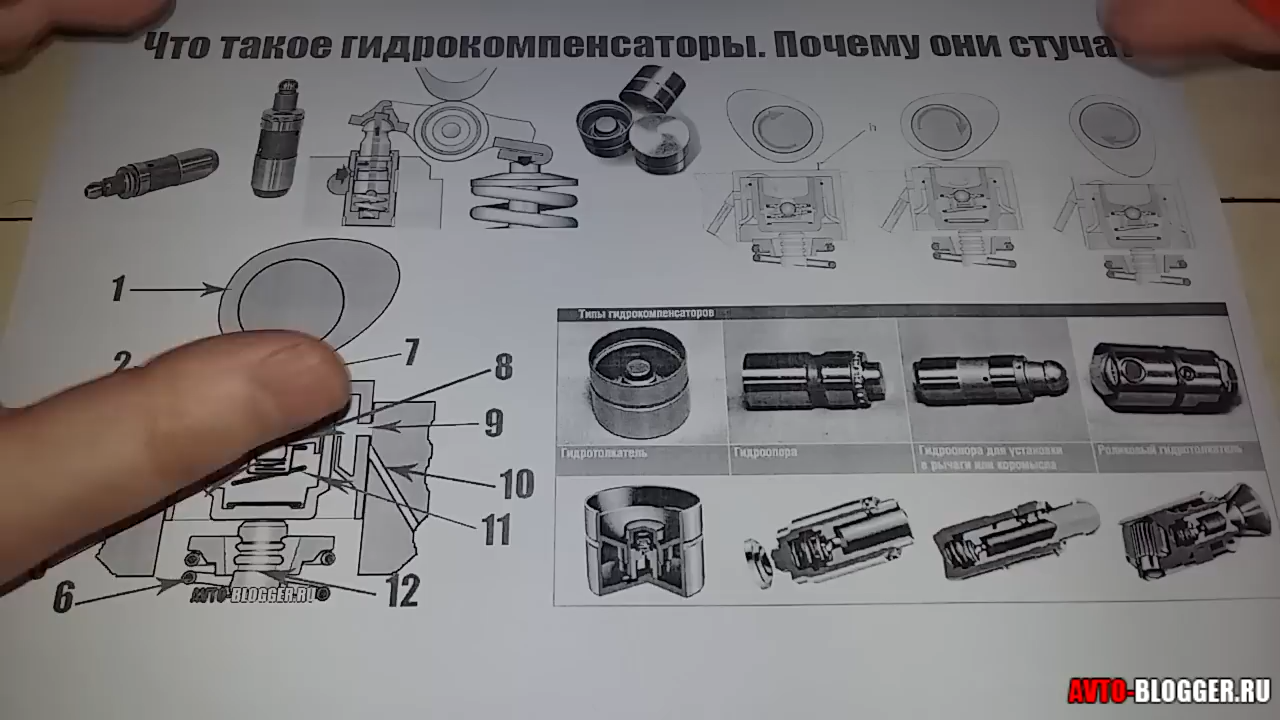 Что такое гидрокомпенсаторы. Почему они стучат
h
1
2
7
8
9
10
11
6
12
AVTO-BLOGGER.RU
Типы гидрокомпенсаторов
Гидротолкатель
Гидроопора
Гидроопора для установки
в рычаги или коромысла
Роликовый гидротолкатель
AVTO-BLOGGER.RU